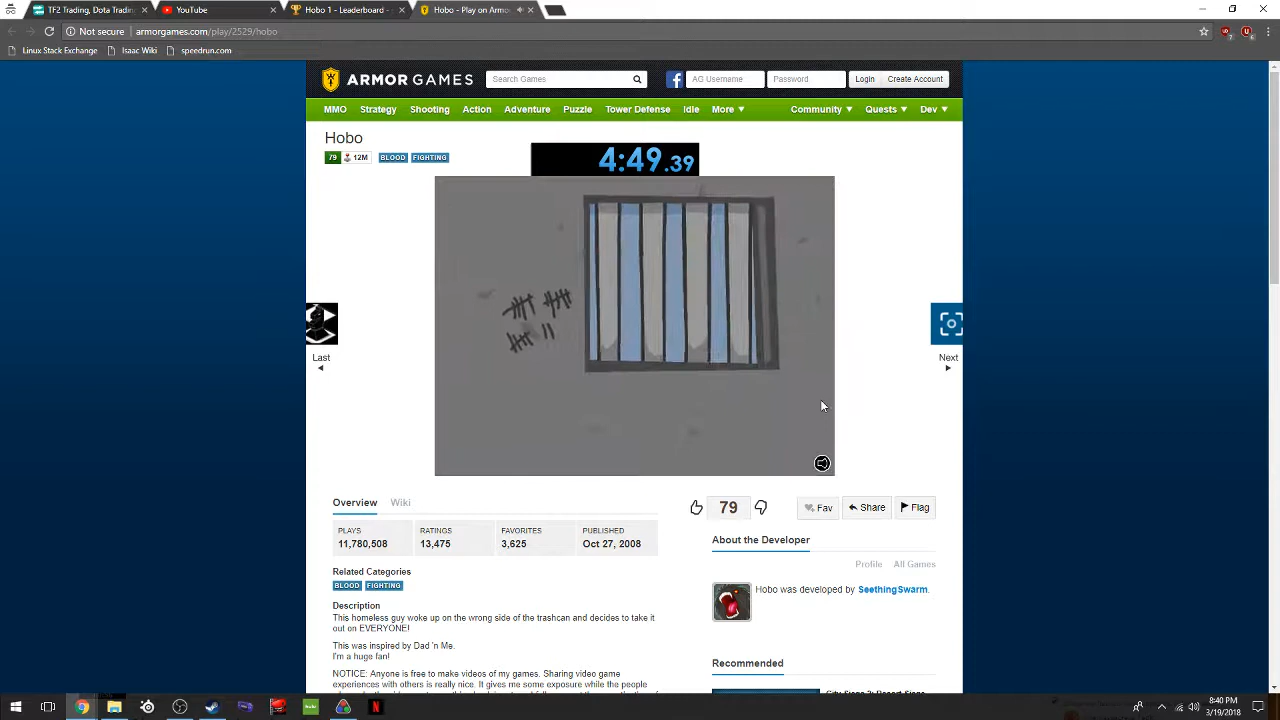 TF2 Trading, Dota Trading
YouTube
Hobo 1 - Leaderboard -
Hobo - Play on Armor
Not secure | armorgames.com/play/2529/hobo
Linux Stack Exchange
Isaac Wiki
speedrun.com
ARMOR GAMES
Search Games
AG Username
Password
Login
Create Account
MMO
Strategy
Shooting
Action
Adventure
Puzzle
Tower Defense
Idle
More
Community
Quests
Dev
Hobo
79
12M
BLOOD
FIGHTING
4:49.39
Last
Next
Overview
Wiki
79
Fav
Share
Flag
PLAYS
RATINGS
FAVORITES
PUBLISHED
11,780,508
13,475
3,625
Oct 27, 2008
About the Developer
Profile
All Games
Related Categories
BLOOD
FIGHTING
Hobo was developed by SeethingSwarm.
Description
This homeless guy woke up on the wrong side of the trashcan and decides to take it
out on EVERYONE!
This was inspired by Dad 'n Me.
I'm a huge fan!
Recommended
NOTICE: Anyone is free to make videos of my games. Sharing video game
experiences with others is really nice. It gives me some exposure while the people
8:40 PM
3/19/2018